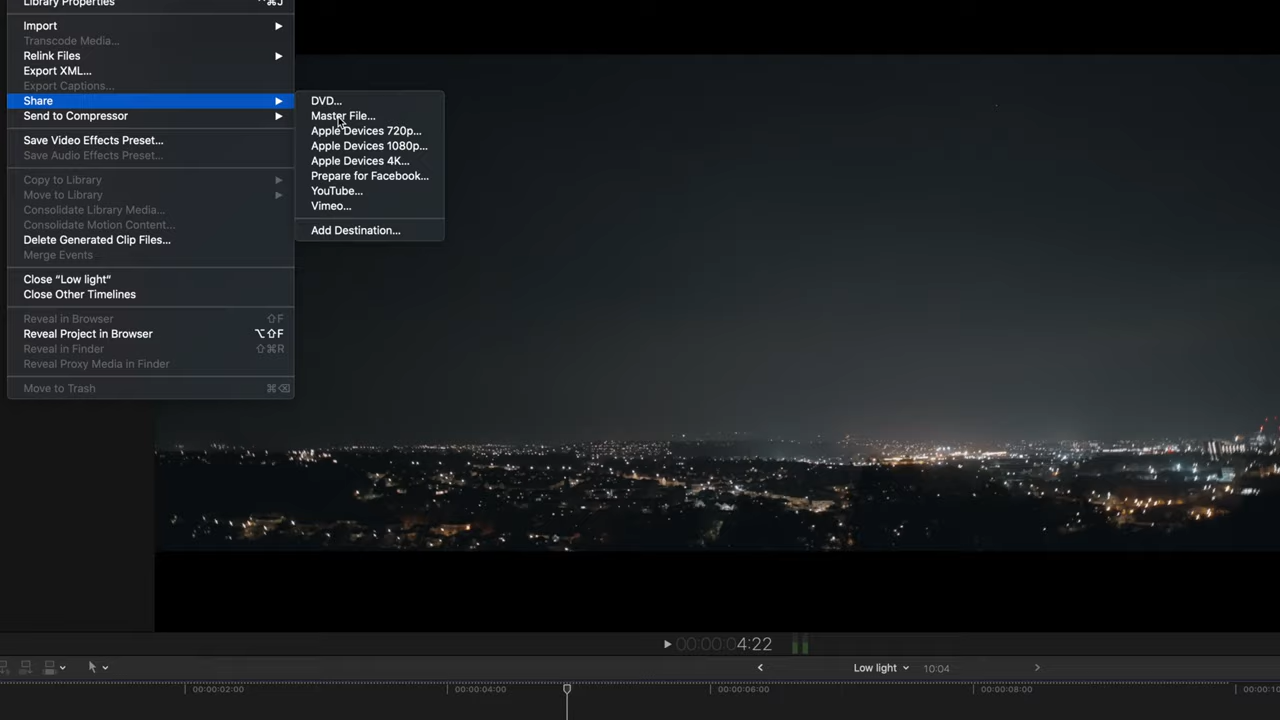 Library Properties ⌃⌘J
Import ▶
Transcode Media...
Relink Files ▶
Export XML...
Export Captions...
Share ▶
Send to Compressor ▶
Save Video Effects Preset...
Save Audio Effects Preset...
Copy to Library ▶
Move to Library ▶
Consolidate Library Media...
Consolidate Motion Content...
Delete Generated Clip Files...
Merge Events
Close “Low light”
Close Other Timelines
Reveal in Browser ⇧F
Reveal Project in Browser ⌥⇧F
Reveal in Finder ⇧⌘R
Reveal Proxy Media in Finder
Move to Trash ⌘⌫
DVD...
Master File...
Apple Devices 720p...
Apple Devices 1080p...
Apple Devices 4K...
Prepare for Facebook...
YouTube...
Vimeo...
Add Destination...
00:00:04:22
Low light 10:04
00:00:02:00 00:00:04:00 00:00:06:00 00:00:08:00 00:00:10